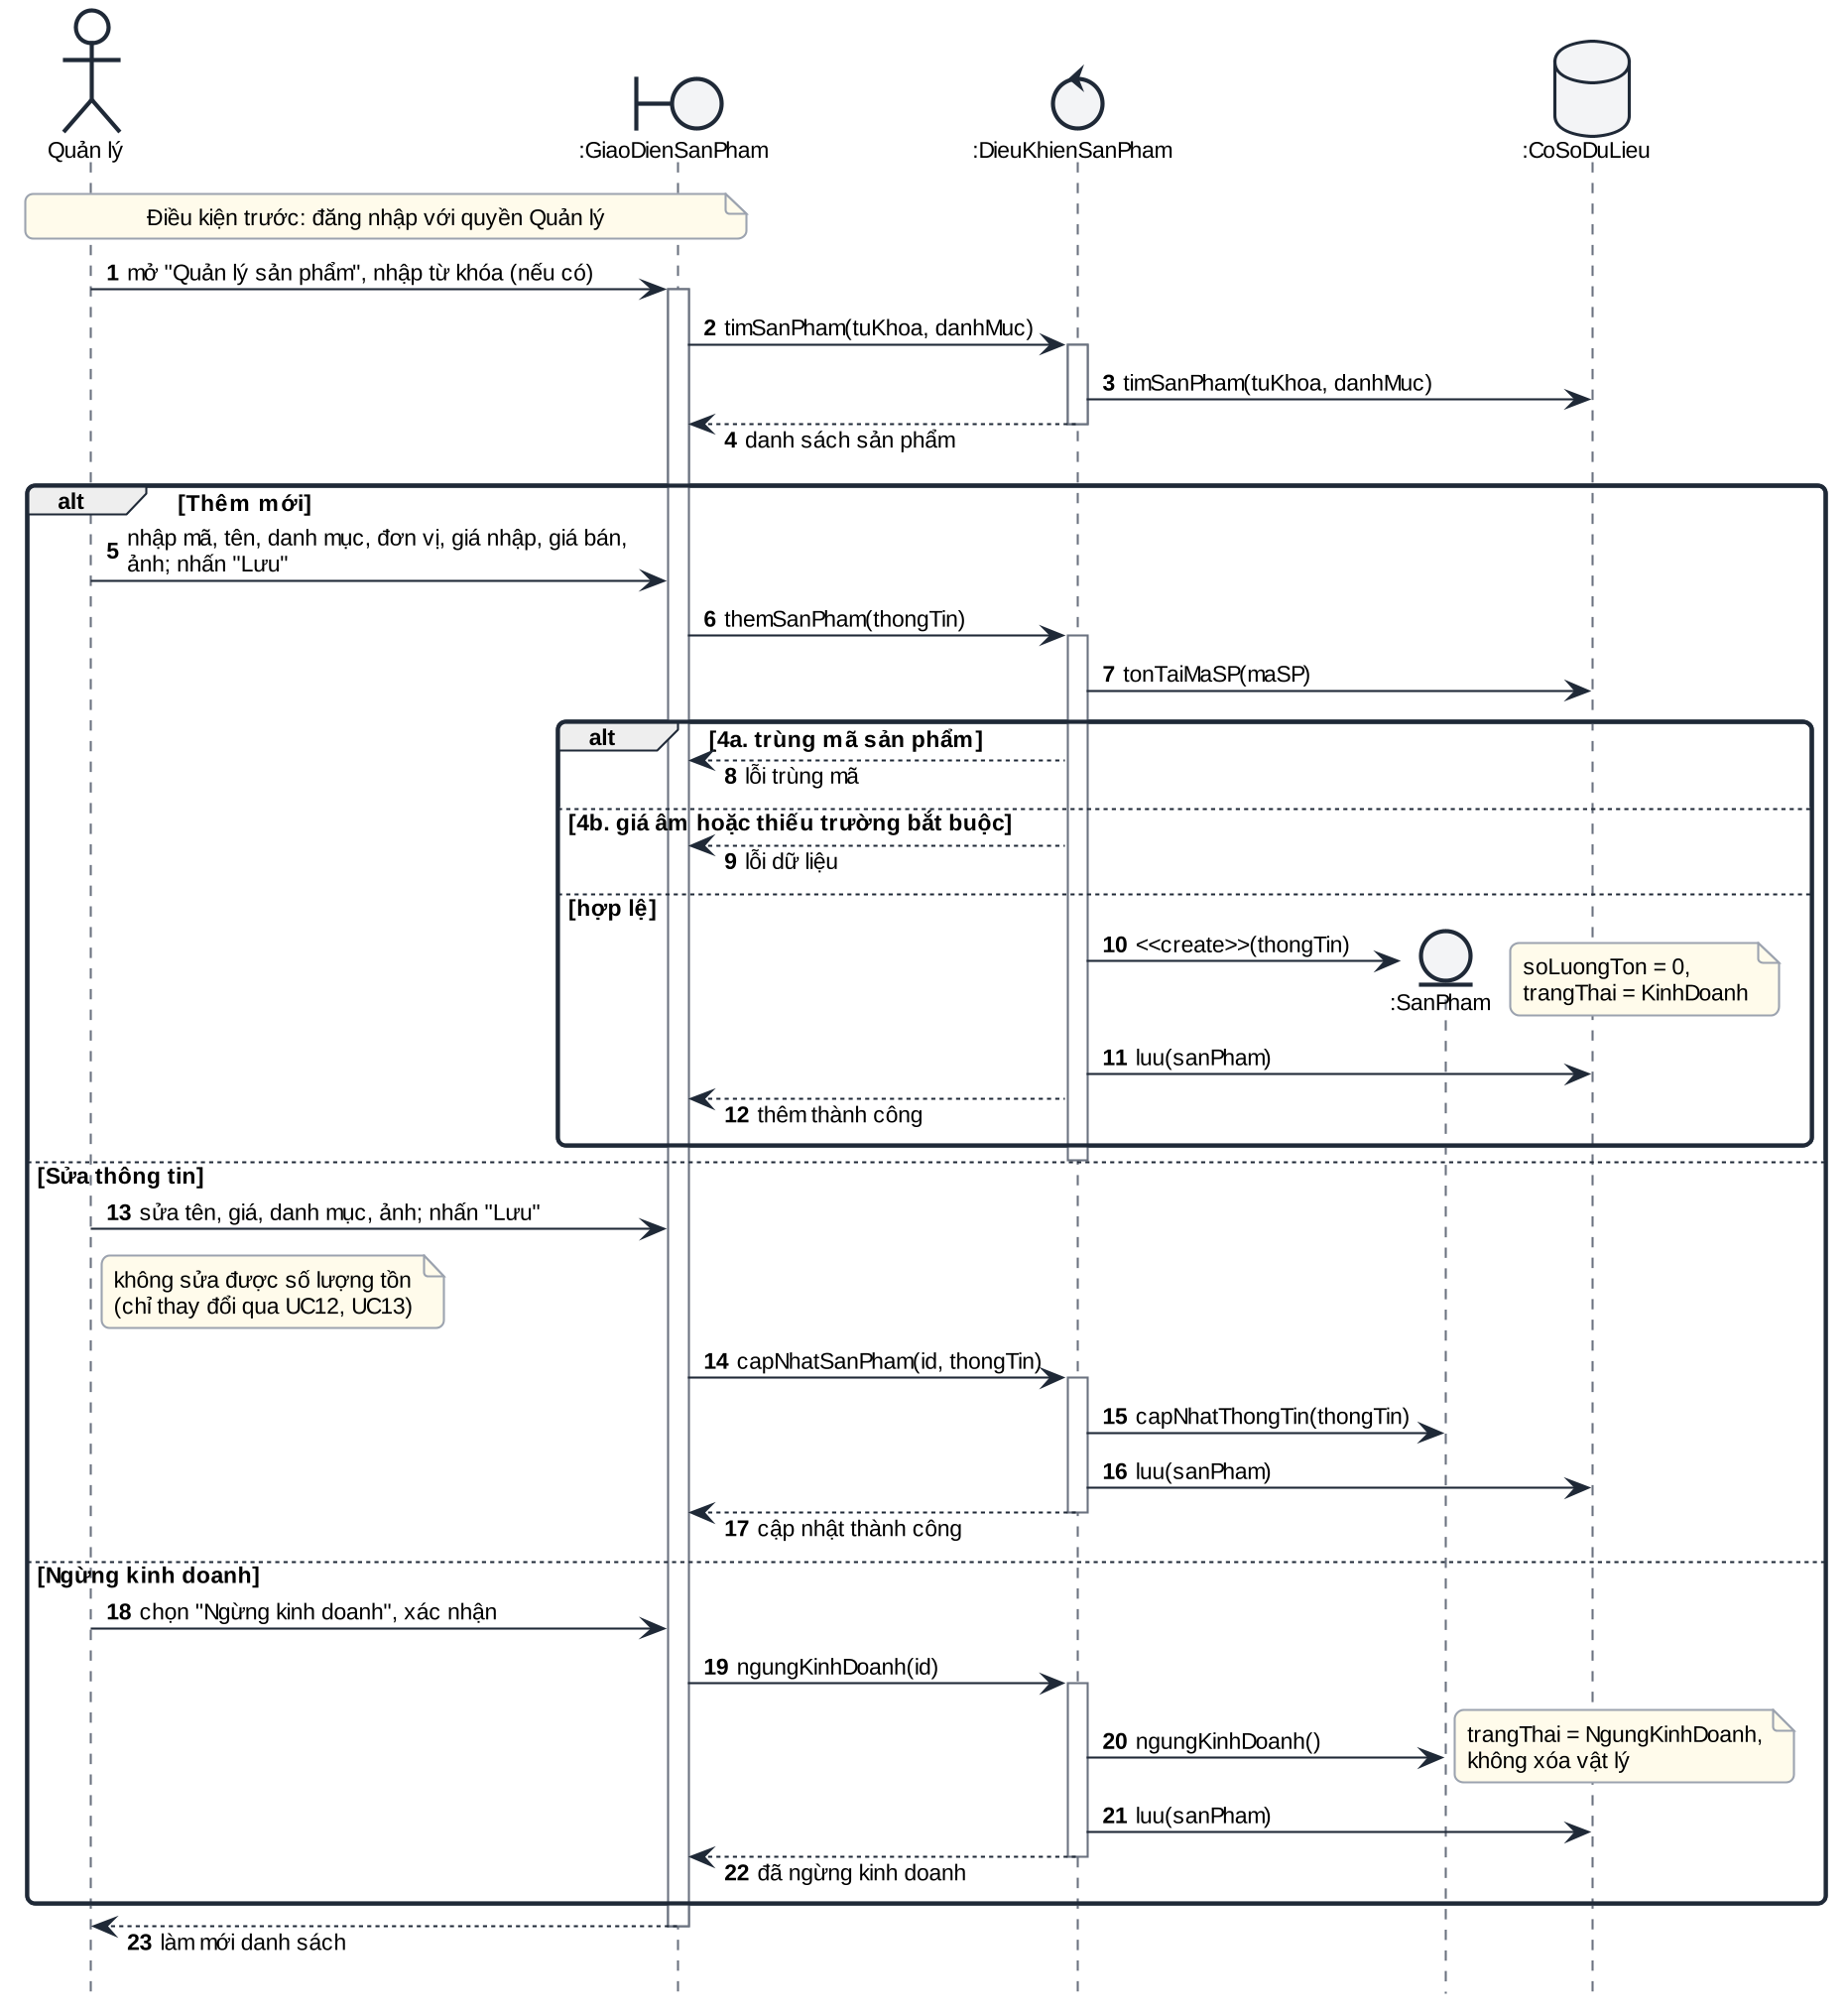 Quản lý
:GiaoDienSanPham
:DieuKhienSanPham
:CoSoDuLieu
Điều kiện trước: đăng nhập với quyền Quản lý
1 mở "Quản lý sản phẩm", nhập từ khóa (nếu có)
2 timSanPham(tuKhoa, danhMuc)
3 timSanPham(tuKhoa, danhMuc)
4 danh sách sản phẩm
alt [Thêm mới]
5 nhập mã, tên, danh mục, đơn vị, giá nhập, giá bán,
ảnh; nhấn "Lưu"
6 themSanPham(thongTin)
7 tonTaiMaSP(maSP)
alt [4a. trùng mã sản phẩm]
8 lỗi trùng mã
[4b. giá âm hoặc thiếu trường bắt buộc]
9 lỗi dữ liệu
[hợp lệ]
10 <<create>>(thongTin)
:SanPham
soLuongTon = 0,
trangThai = KinhDoanh
11 luu(sanPham)
12 thêm thành công
[Sửa thông tin]
13 sửa tên, giá, danh mục, ảnh; nhấn "Lưu"
không sửa được số lượng tồn
(chỉ thay đổi qua UC12, UC13)
14 capNhatSanPham(id, thongTin)
15 capNhatThongTin(thongTin)
16 luu(sanPham)
17 cập nhật thành công
[Ngừng kinh doanh]
18 chọn "Ngừng kinh doanh", xác nhận
19 ngungKinhDoanh(id)
20 ngungKinhDoanh()
trangThai = NgungKinhDoanh,
không xóa vật lý
21 luu(sanPham)
22 đã ngừng kinh doanh
23 làm mới danh sách